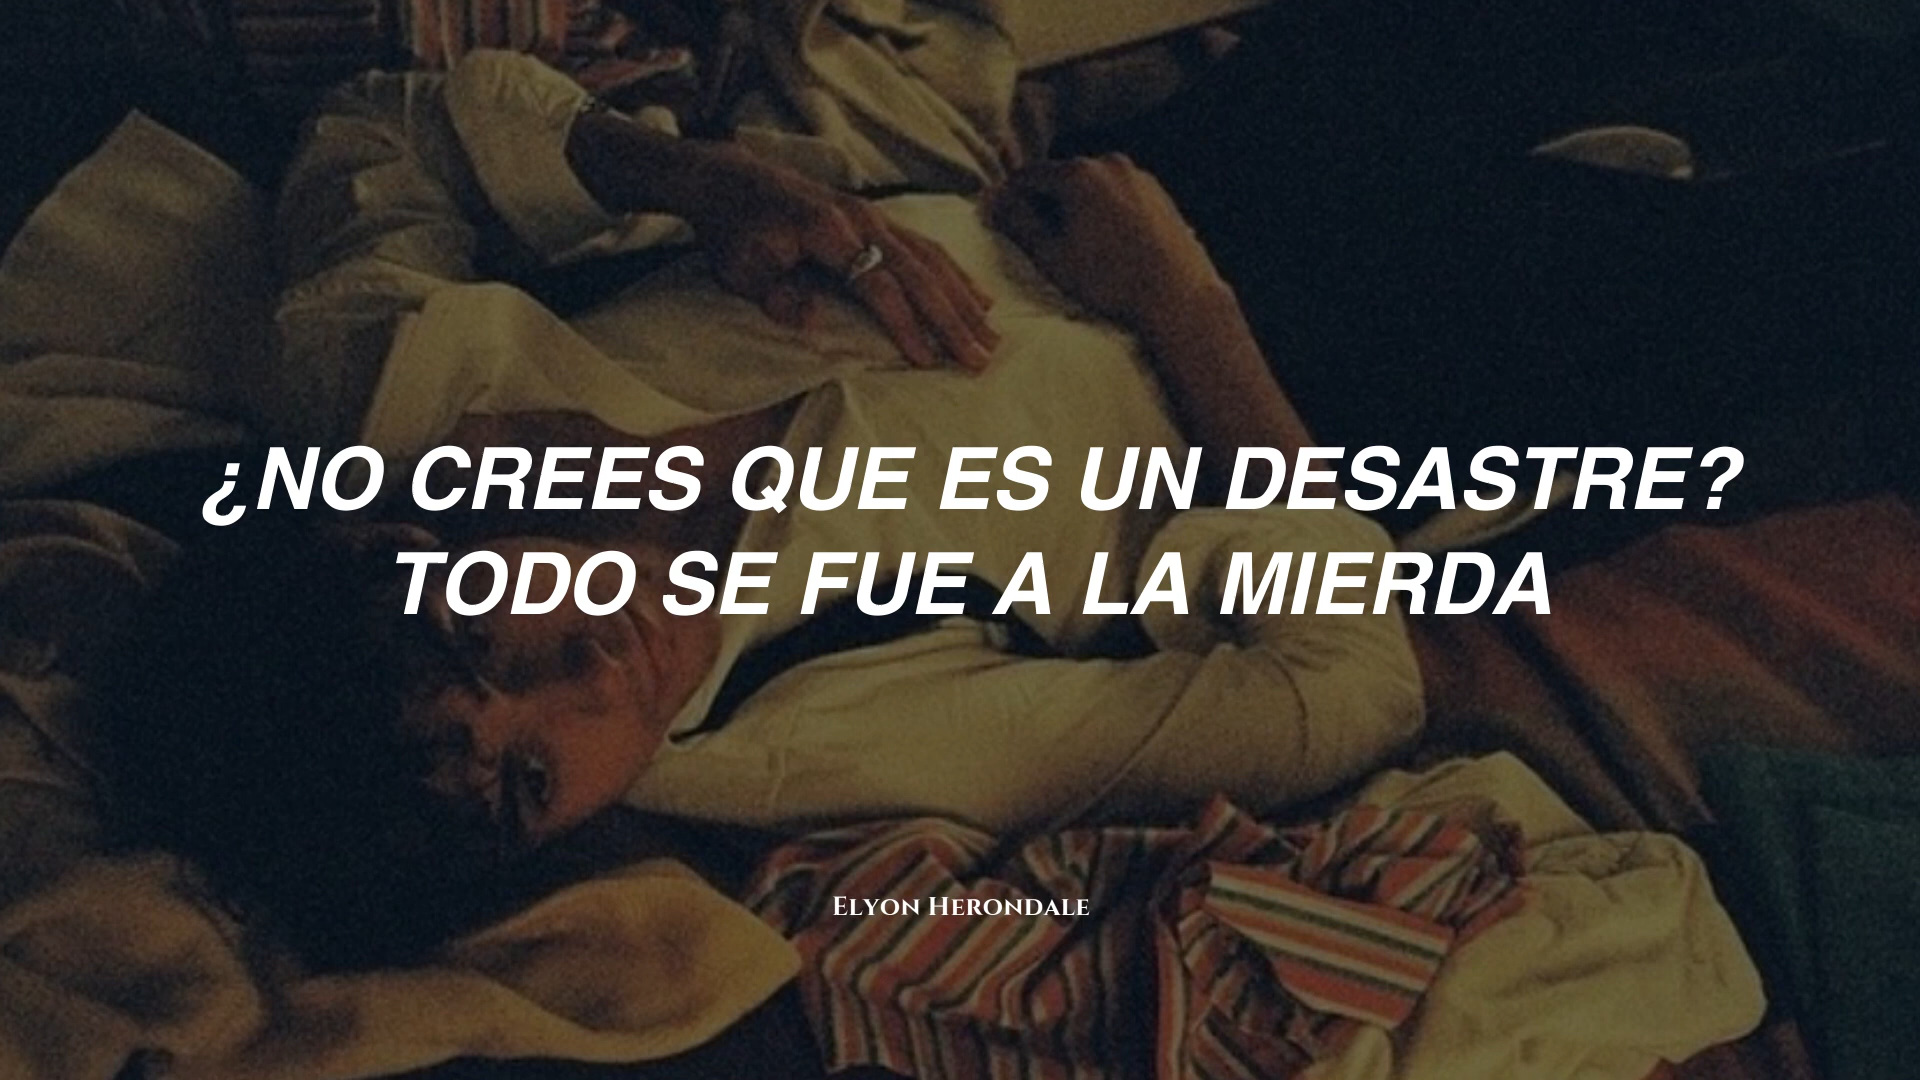 ¿NO CREES QUE ES UN DESASTRE?
TODO SE FUE A LA MIERDA
Elyon Herondale